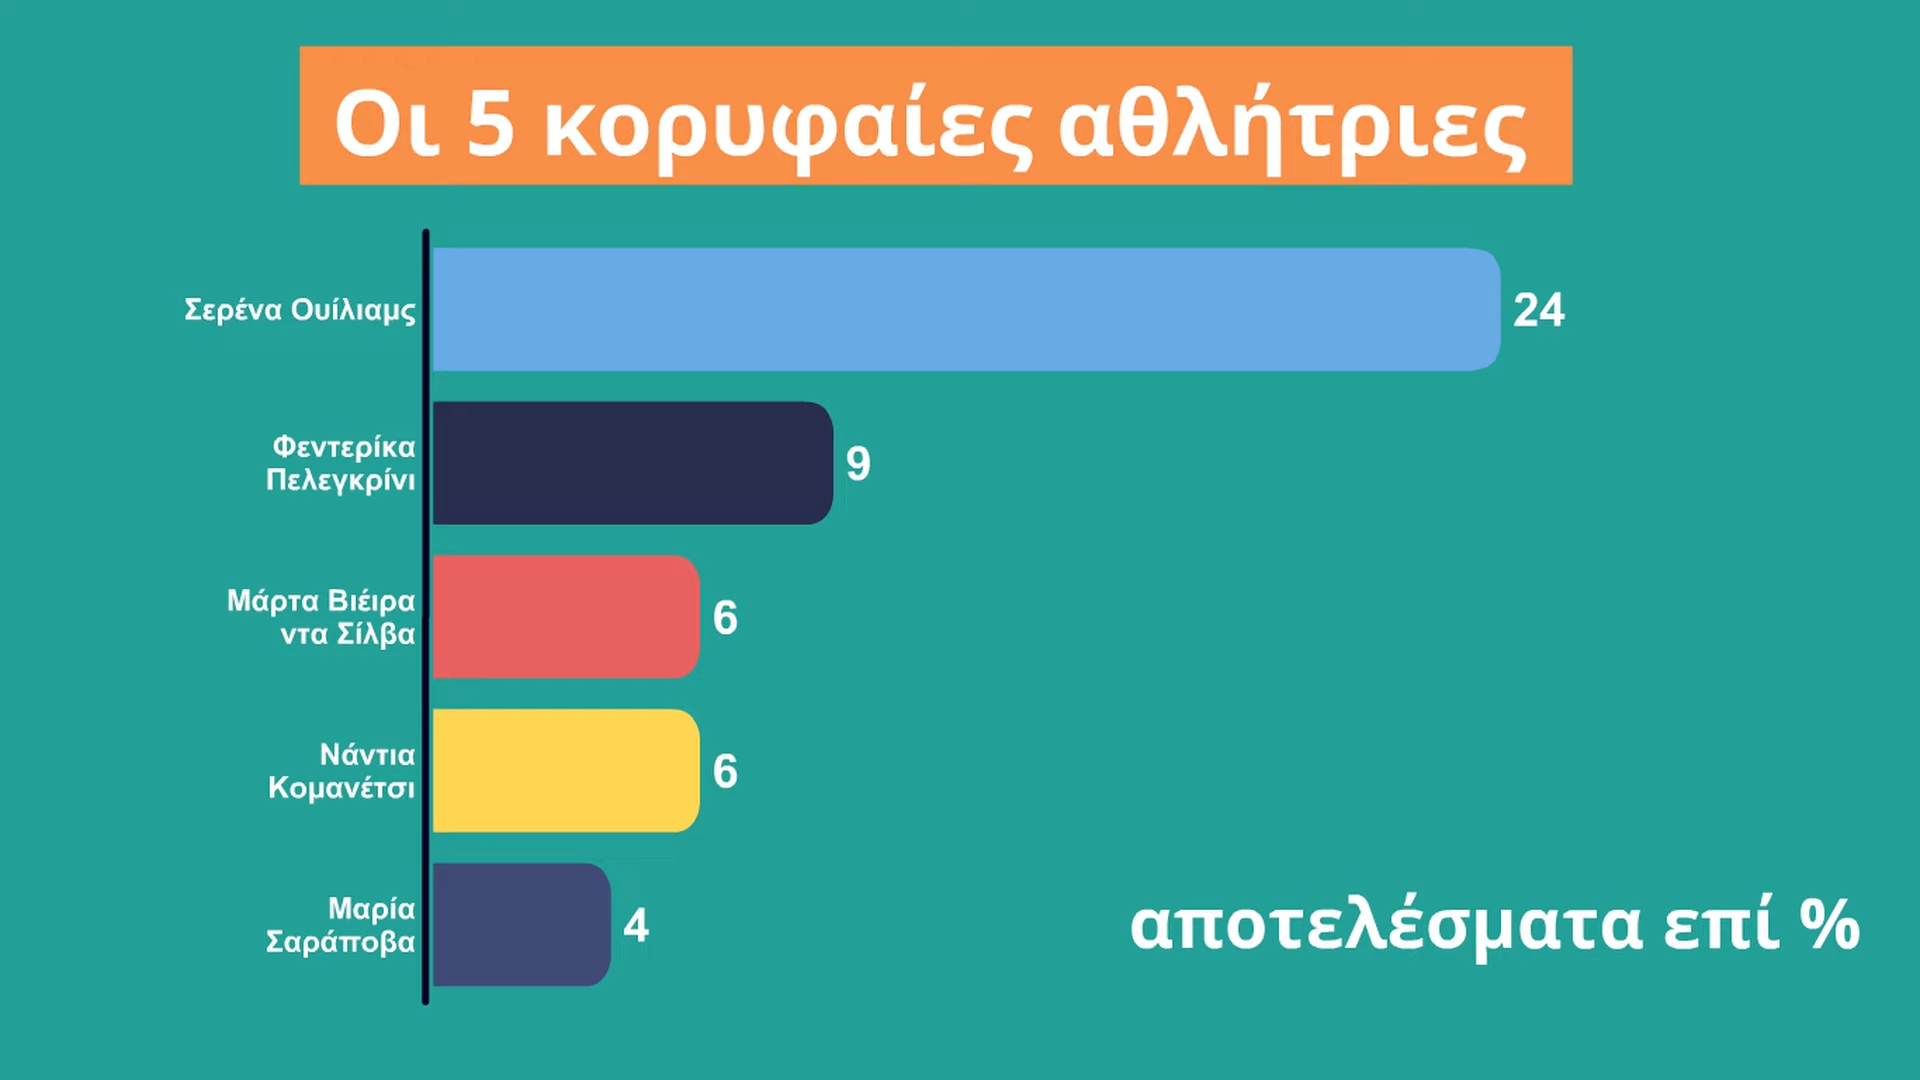 Οι 5 κορυφαίες αθλήτριες
Σερένα Ουίλιαμς
24
Φεντερίκα
Πελεγκρίνι
9
Μάρτα Βιέιρα
ντα Σίλβα
6
Νάντια
Κομανέτσι
6
Μαρία
Σαράποβα
4
αποτελέσματα επί %